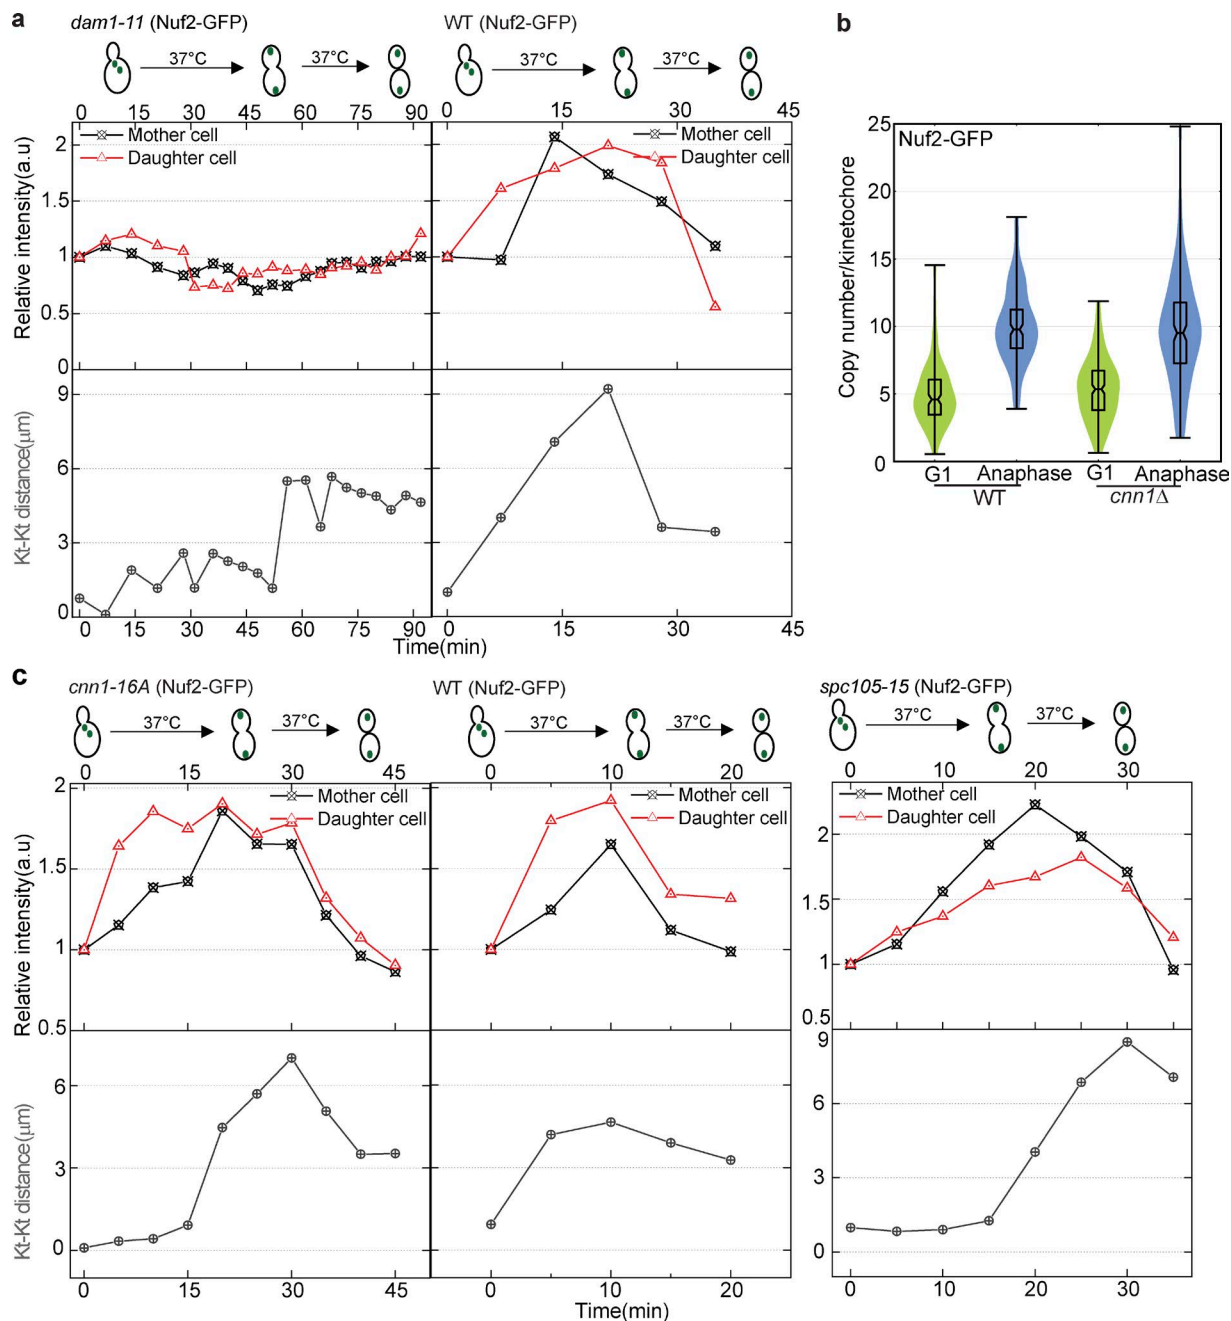 a
dam1-11 (Nuf2-GFP)
WT (Nuf2-GFP)
37°C
37°C
37°C
37°C
0 15 30 45 60 75 90
0 15 30 45
Mother cell
Daughter cell
Mother cell
Daughter cell
Relative intensity(a.u)
2
1.5
1
0.5
0
Kt-Kt distance(μm)
9
6
3
0
0 15 30 45 60 75 90
0 15 30 45
Time(min)
b
Nuf2-GFP
Copy number/kinetochore
25
20
15
10
5
0
G1 Anaphase G1 Anaphase
WT cnn1Δ
c
cnn1-16A (Nuf2-GFP)
WT (Nuf2-GFP)
spc105-15 (Nuf2-GFP)
37°C
37°C
37°C
37°C
37°C
37°C
0 15 30 45
0 10 20
0 10 20 30
Mother cell
Daughter cell
Mother cell
Daughter cell
Mother cell
Daughter cell
Relative intensity(a.u)
2
1.5
1
0.5
2
1.5
1
0.5
Kt-Kt distance(μm)
6
3
0
9
6
3
0
0 15 30 45
0 10 20
0 10 20 30
Time(min)